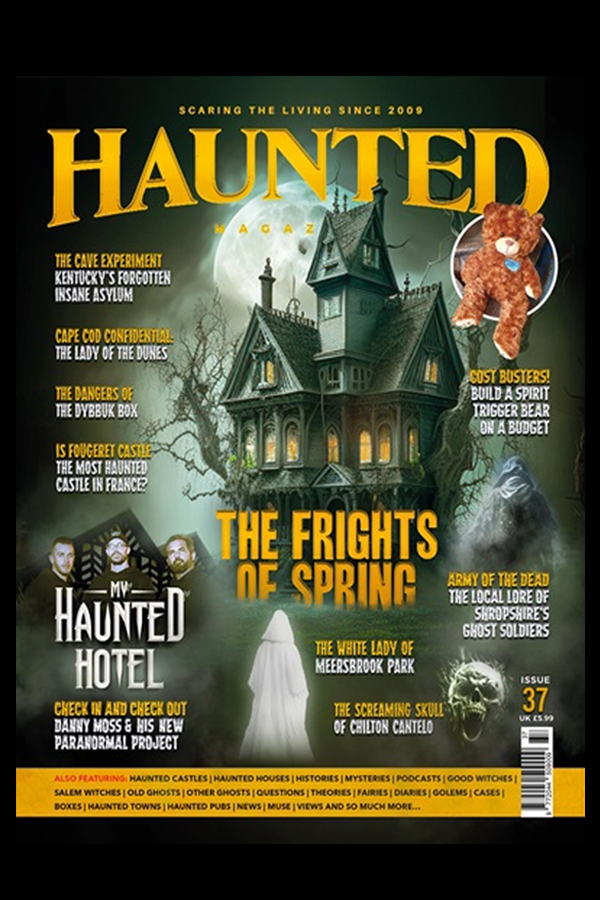 SCARING THE LIVING SINCE 2009
HAUNTED
MAGAZ
THE CAVE EXPERIMENT
KENTUCKY'S FORGOTTEN
INSANE ASYLUM
CAPE COD CONFIDENTIAL:
THE LADY OF THE DUNES
THE DANGERS OF
THE DYBBUK BOX
IS FOUGERET CASTLE
THE MOST HAUNTED
CASTLE IN FRANCE?
COST BUSTERS!
BUILD A SPIRIT
TRIGGER BEAR
ON A BUDGET
THE FRIGHTS
OF SPRING
MY
HAUNTED
HOTEL
CHECK IN AND CHECK OUT
DANNY MOSS & HIS NEW
PARANORMAL PROJECT
ARMY OF THE DEAD
THE LOCAL LORE OF
SHROPSHIRE'S
GHOST SOLDIERS
THE WHITE LADY OF
MEERSBROOK PARK
THE SCREAMING SKULL
OF CHILTON CANTELO
ISSUE
37
UK £5.99
ALSO FEATURING: HAUNTED CASTLES | HAUNTED HOUSES | HISTORIES | MYSTERIES | PODCASTS | GOOD WITCHES |
SALEM WITCHES | OLD GHOSTS | OTHER GHOSTS | QUESTIONS | THEORIES | FAIRIES | DIARIES | GOLEMS | CASES |
BOXES | HAUNTED TOWNS | HAUNTED PUBS | NEWS | MUSE | VIEWS AND SO MUCH MORE...
37